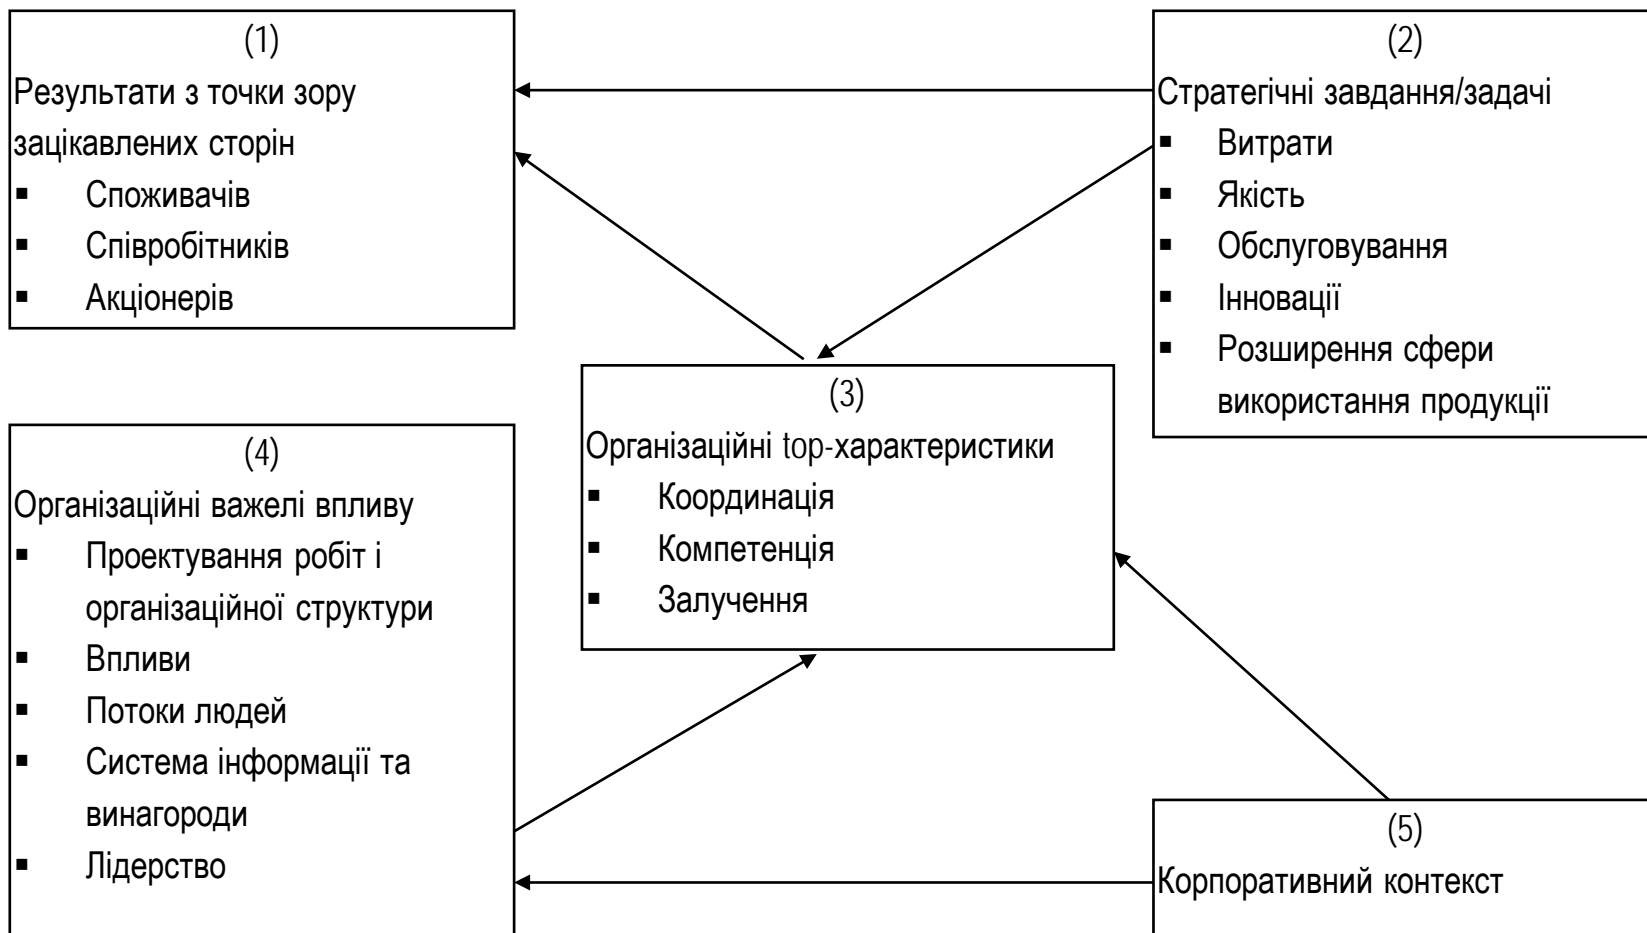 (1)
Результати з точки зору
зацікавлених сторін
▪ Споживачів
▪ Співробітників
▪ Акціонерів
(2)
Стратегічні завдання/задачі
▪ Витрати
▪ Якість
▪ Обслуговування
▪ Інновації
▪ Розширення сфери
використання продукції
(3)
Організаційні top-характеристики
▪ Координація
▪ Компетенція
▪ Залучення
(4)
Організаційні важелі впливу
▪ Проектування робіт і
організаційної структури
▪ Впливи
▪ Потоки людей
▪ Система інформації та
винагороди
▪ Лідерство
(5)
Корпоративний контекст